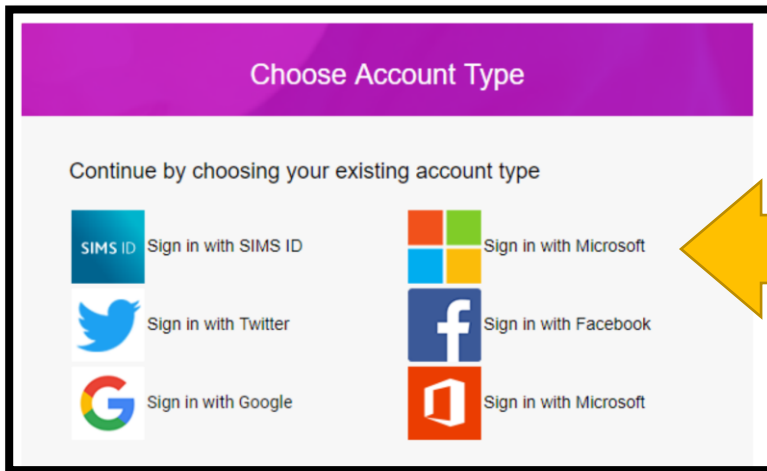 Choose Account Type
Continue by choosing your existing account type
SIMS ID Sign in with SIMS ID
Sign in with Microsoft
Sign in with Twitter
Sign in with Facebook
Sign in with Google
Sign in with Microsoft